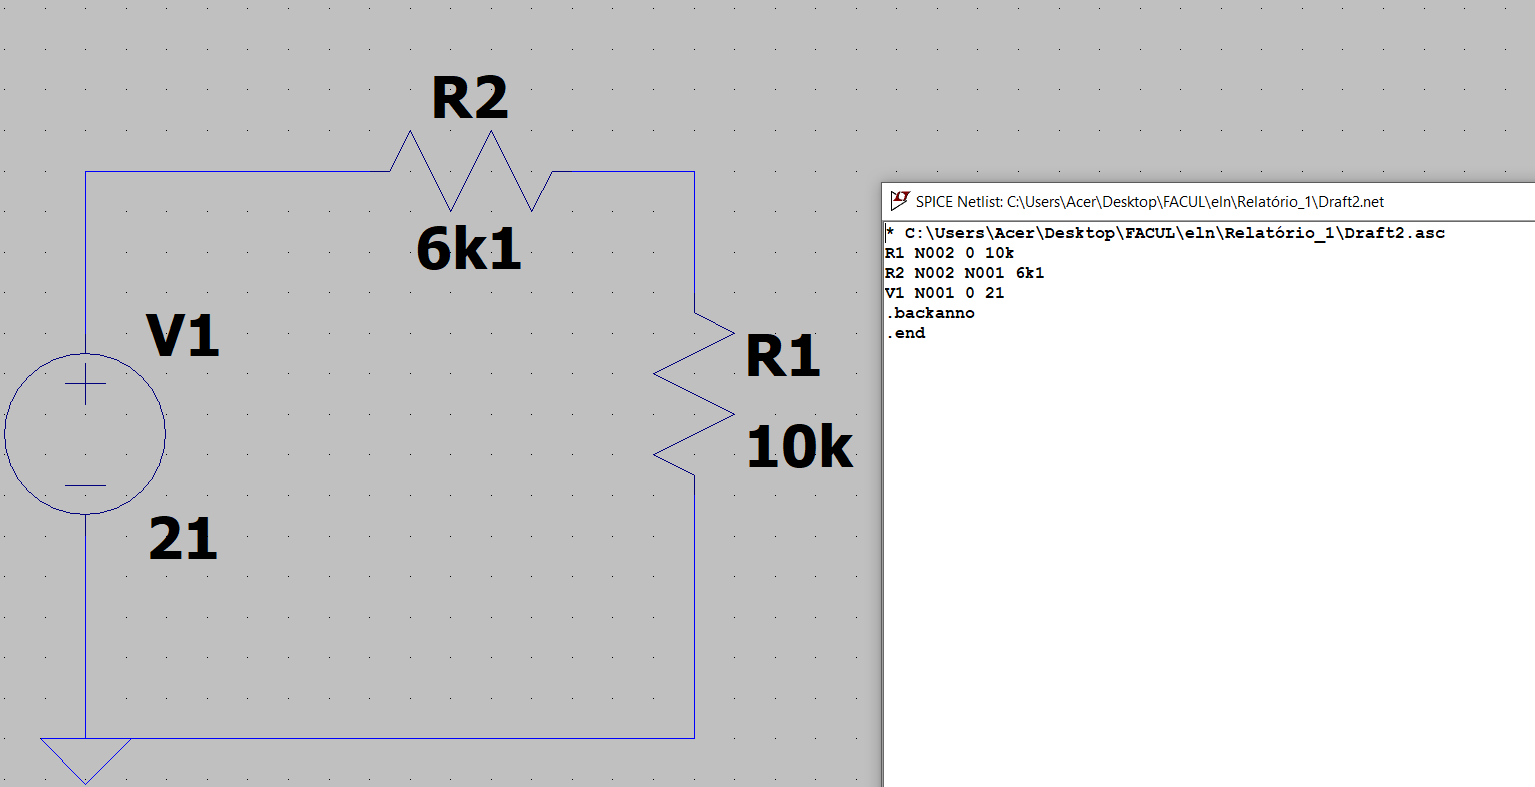 R2
6k1
V1
21
R1
10k
SPICE Netlist: C:\Users\Acer\Desktop\FACUL\eln\Relatório_1\Draft2.net
* C:\Users\Acer\Desktop\FACUL\eln\Relatório_1\Draft2.asc
R1 N002 0 10k
R2 N002 N001 6k1
V1 N001 0 21
.backanno
.end